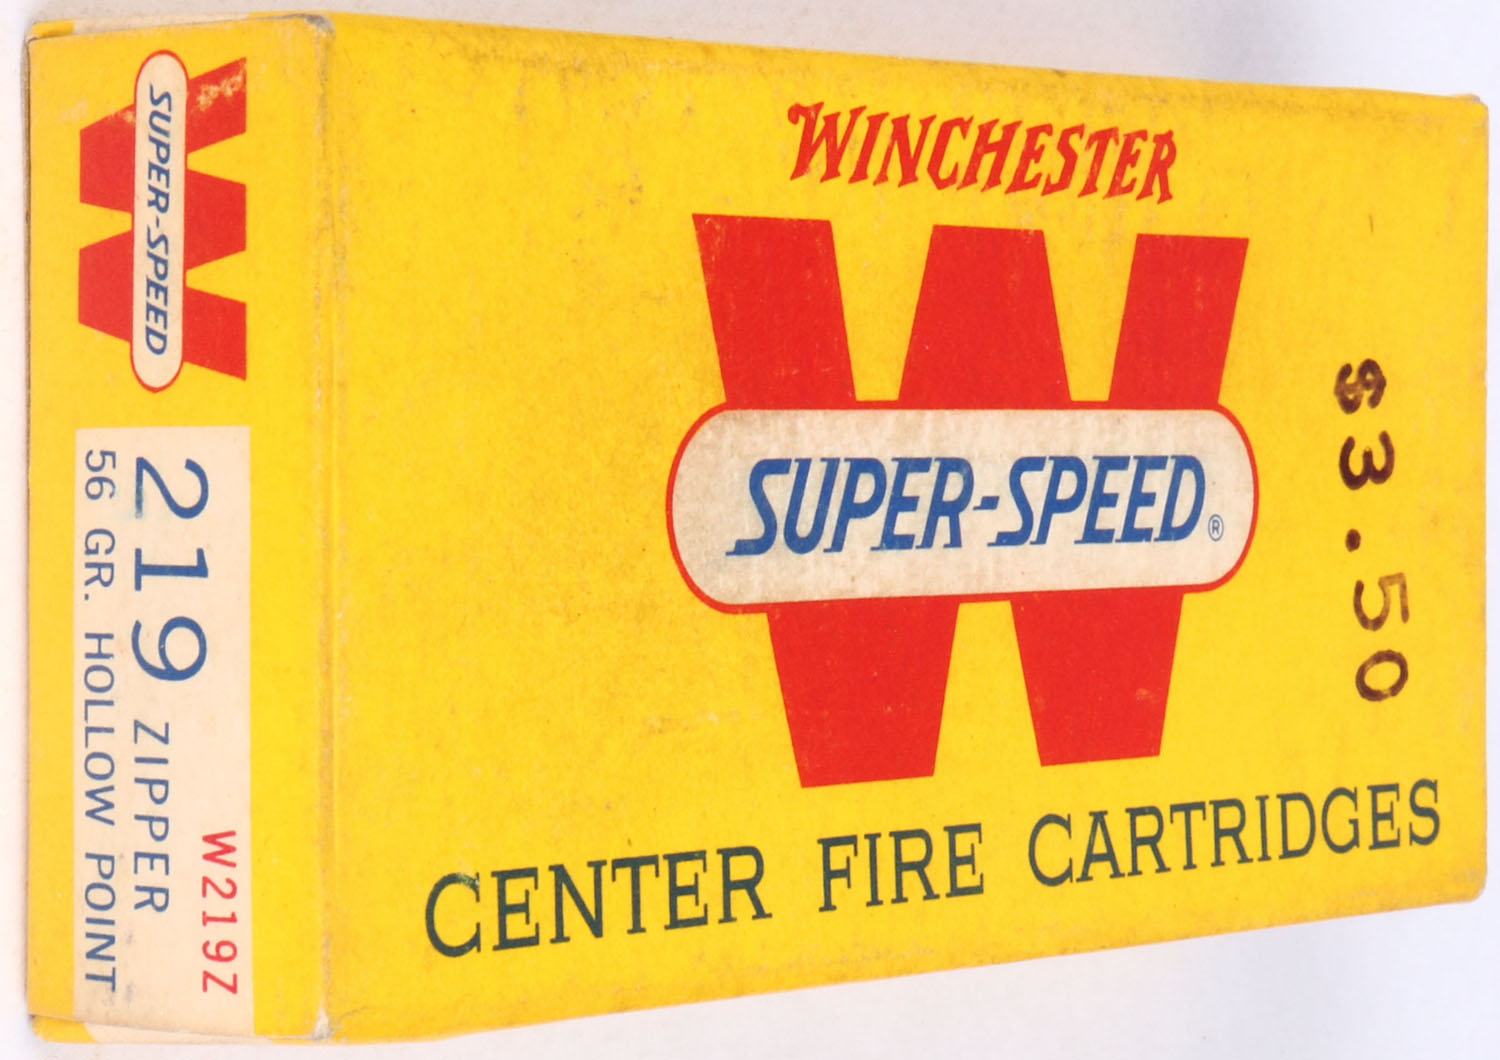 WINCHESTER
SUPER-SPEED®
CENTER FIRE CARTRIDGES
$3.50
SUPER-SPEED
W219Z
219 ZIPPER
56 GR. HOLLOW POINT